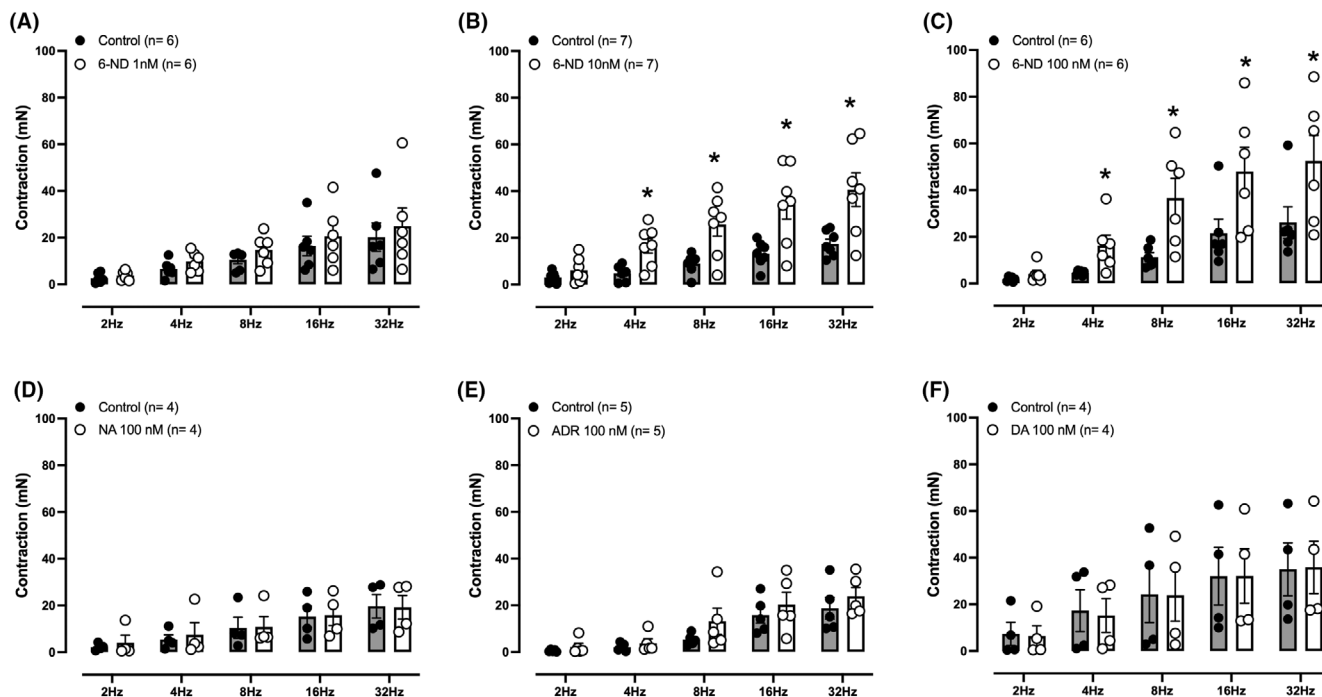 (A)
Control (n= 6)
6-ND 1nM (n= 6)
Contraction (mN)
100
80
60
40
20
0
2Hz 4Hz 8Hz 16Hz 32Hz
(B)
Control (n= 7)
6-ND 10nM (n= 7)
Contraction (mN)
100
80
60
40
20
0
* * * *
2Hz 4Hz 8Hz 16Hz 32Hz
(C)
Control (n= 6)
6-ND 100 nM (n= 6)
Contraction (mN)
100
80
60
40
20
0
* * * *
2Hz 4Hz 8Hz 16Hz 32Hz
(D)
Control (n= 4)
NA 100 nM (n= 4)
Contraction (mN)
100
80
60
40
20
0
2Hz 4Hz 8Hz 16Hz 32Hz
(E)
Control (n= 5)
ADR 100 nM (n= 5)
Contraction (mN)
100
80
60
40
20
0
2Hz 4Hz 8Hz 16Hz 32Hz
(F)
Control (n= 4)
DA 100 nM (n= 4)
Contraction (mN)
100
80
60
40
20
0
2Hz 4Hz 8Hz 16Hz 32Hz